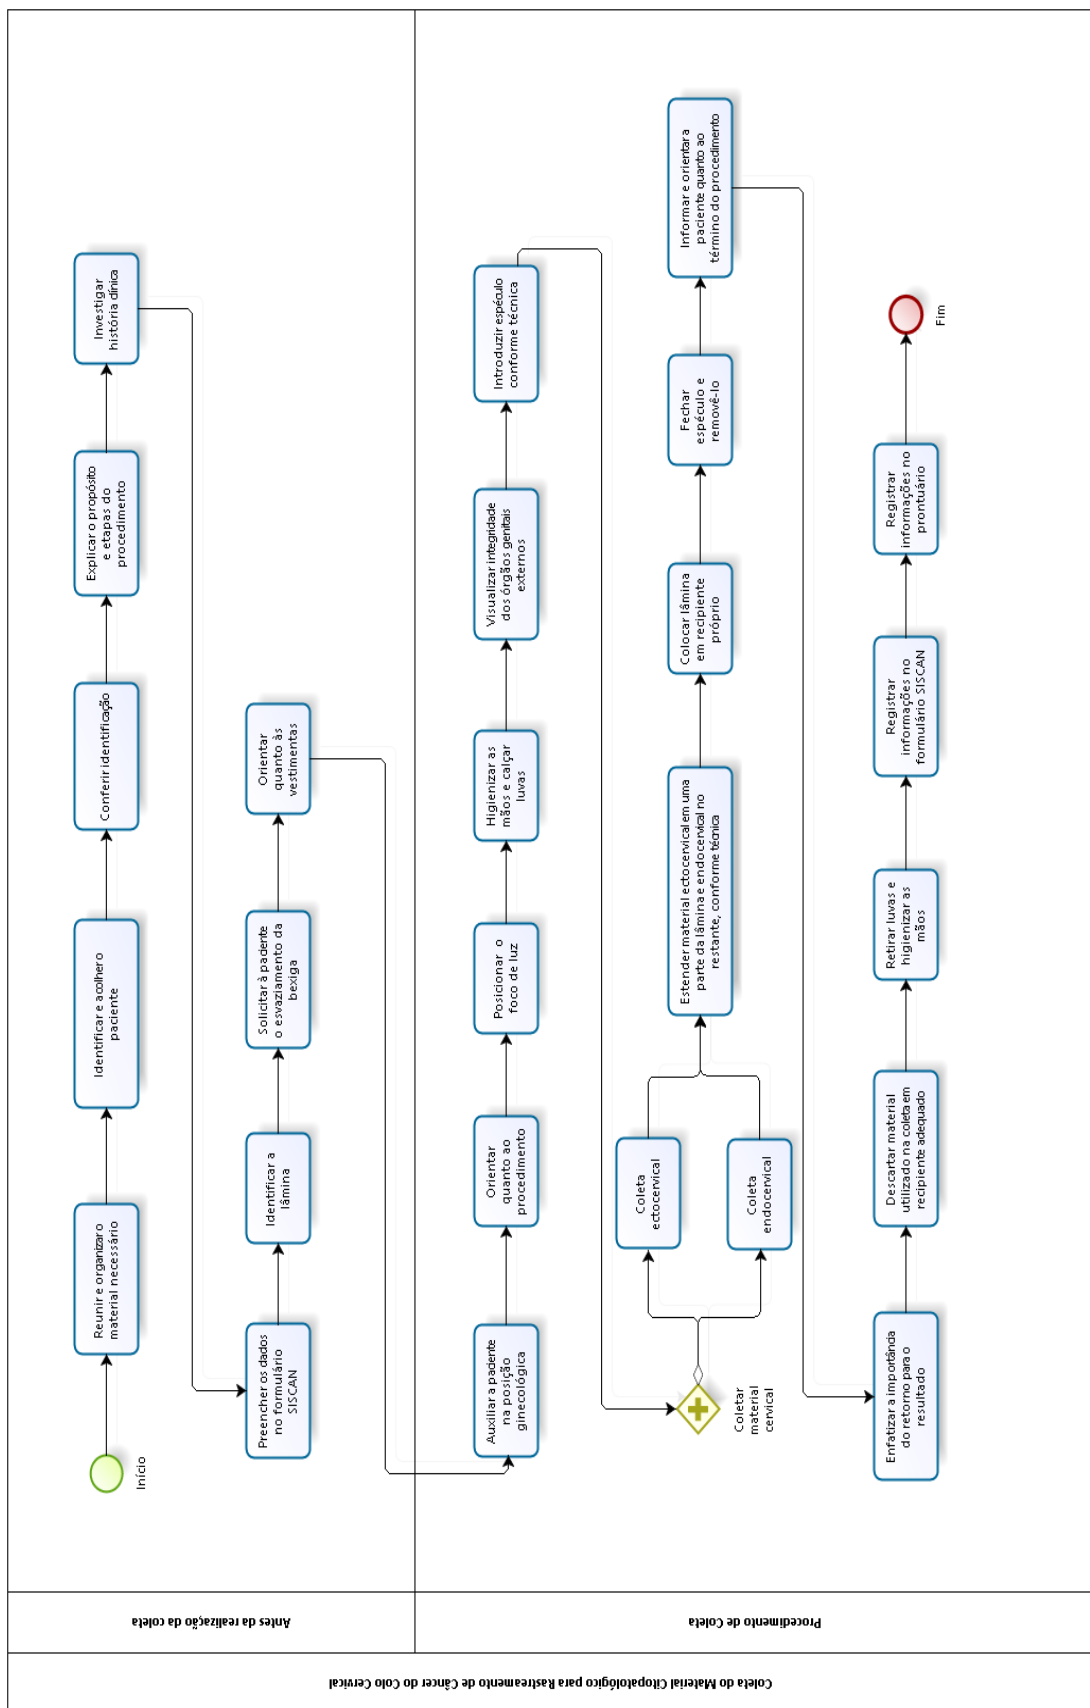 Coleta do Material Citopatológico para Rastreamento de Câncer do Colo Cervical
Antes da realização da coleta
Início
Reunir e organizar o
material necessário
Identificar e acolher o
paciente
Conferir identificação
Explicar o propósito
e etapas do
procedimento
Investigar
história clínica
Preencher os dados
no formulário
SISCAN
Identificar a
lâmina
Solicitar à paciente
o esvaziamento da
bexiga
Orientar
quanto às
vestimentas
Procedimento de Coleta
Auxiliar a paciente
na posição
ginecológica
Orientar
quanto ao
procedimento
Posicionar o
foco de luz
Higienizar as
mãos e calçar
luvas
Visualizar integridade
dos órgãos genitais
externos
Introduzir espéculo
conforme técnica
Coletar
material
cervical
Coleta
ectocervical
Coleta
endocervical
Estender material ectocervical em uma
parte da lâmina e endocervical no
restante, conforme técnica
Colocar lâmina
em recipiente
próprio
Fechar
espéculo e
removê-lo
Informar e orientar a
paciente quanto ao
término do procedimento
Enfatizar a importância
do retorno para o
resultado
Descartar material
utilizado na coleta em
recipiente adequado
Retirar luvas e
higienizar as
mãos
Registrar
informações no
formulário SISCAN
Registrar
informações no
prontuário
Fim